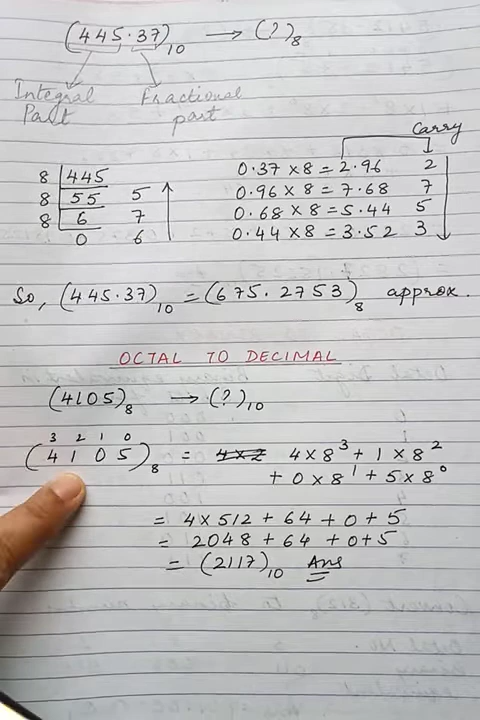 (445.37)₁₀ → (?)₈
Integral Part
Fractional part
Carry
8 445
8 55 5
8 6 7
0 6
0.37 × 8 = 2.96 2
0.96 × 8 = 7.68 7
0.68 × 8 = 5.44 5
0.44 × 8 = 3.52 3
So, (445.37)₁₀ = (675.2753)₈ approx.
OCTAL TO DECIMAL
(4105)₈ → (?)₁₀
3 2 1 0
(4105)₈ = 4×8³ + 1×8²
+ 0×8¹ + 5×8⁰
= 4×512 + 64 + 0 + 5
= 2048 + 64 + 0+5
= (2117)₁₀ Ans